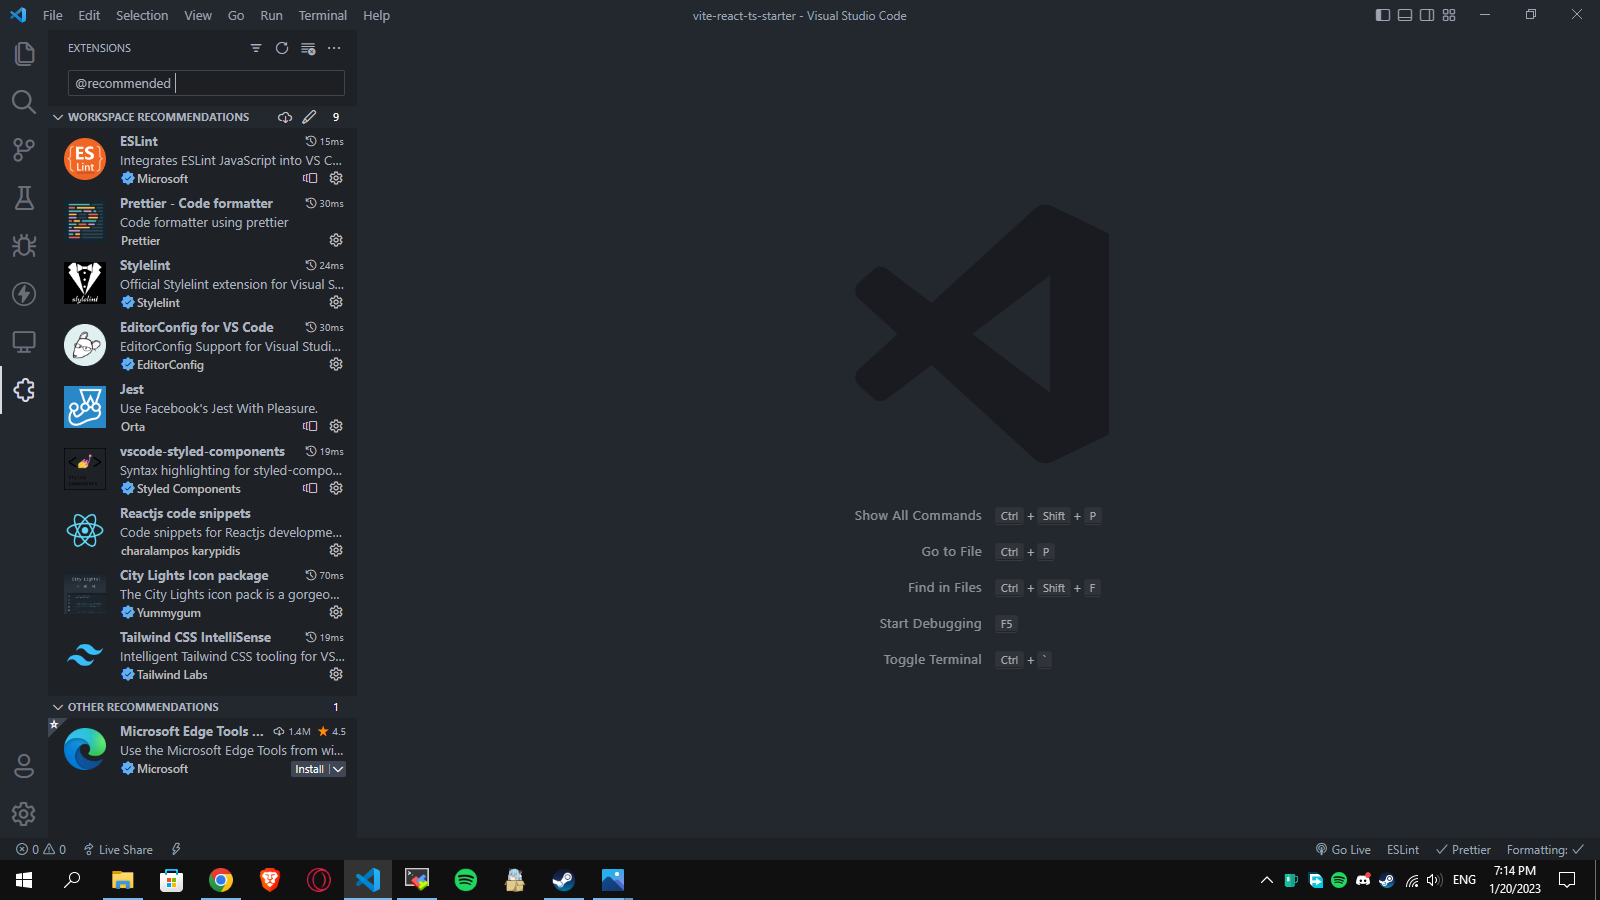 File Edit Selection View Go Run Terminal Help
vite-react-ts-starter - Visual Studio Code
EXTENSIONS
@recommended
WORKSPACE RECOMMENDATIONS 9
ESLint 15ms
Integrates ESLint JavaScript into VS C...
Microsoft
Prettier - Code formatter 30ms
Code formatter using prettier
Prettier
Stylelint 24ms
Official Stylelint extension for Visual S...
Stylelint
EditorConfig for VS Code 30ms
EditorConfig Support for Visual Studi...
EditorConfig
Jest
Use Facebook's Jest With Pleasure.
Orta
vscode-styled-components 19ms
Syntax highlighting for styled-compo...
Styled Components
Reactjs code snippets
Code snippets for Reactjs developme...
charalampos karypidis
City Lights Icon package 70ms
The City Lights icon pack is a gorgeo...
Yummygum
Tailwind CSS IntelliSense 19ms
Intelligent Tailwind CSS tooling for VS...
Tailwind Labs
OTHER RECOMMENDATIONS 1
Microsoft Edge Tools ... 1.4M 4.5
Use the Microsoft Edge Tools from wi...
Microsoft Install
ES
Lint
stylelint
City Lights
Show All Commands Ctrl + Shift + P
Go to File Ctrl + P
Find in Files Ctrl + Shift + F
Start Debugging F5
Toggle Terminal Ctrl + `
0 0 Live Share
Go Live ESLint Prettier Formatting:
ENG
7:14 PM
1/20/2023